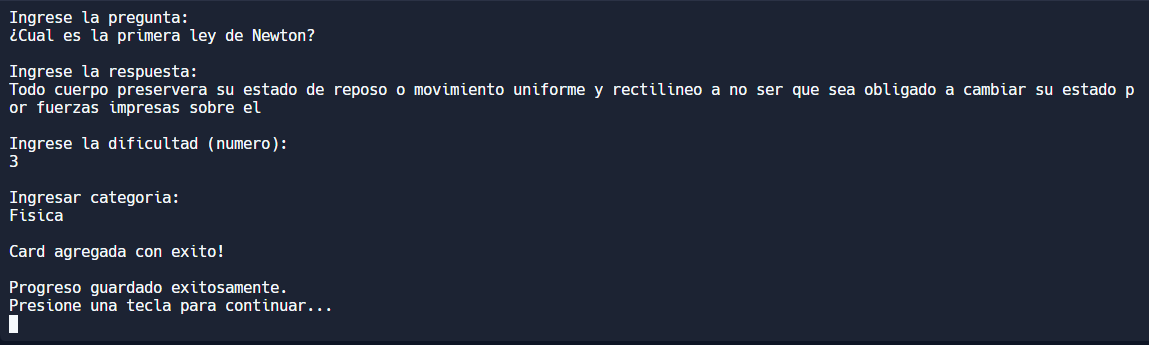 Ingrese la pregunta:
¿Cual es la primera ley de Newton?
Ingrese la respuesta:
Todo cuerpo preservera su estado de reposo o movimiento uniforme y rectilineo a no ser que sea obligado a cambiar su estado p
or fuerzas impresas sobre el
Ingrese la dificultad (numero):
3
Ingresar categoria:
Fisica
Card agregada con exito!
Progreso guardado exitosamente.
Presione una tecla para continuar...